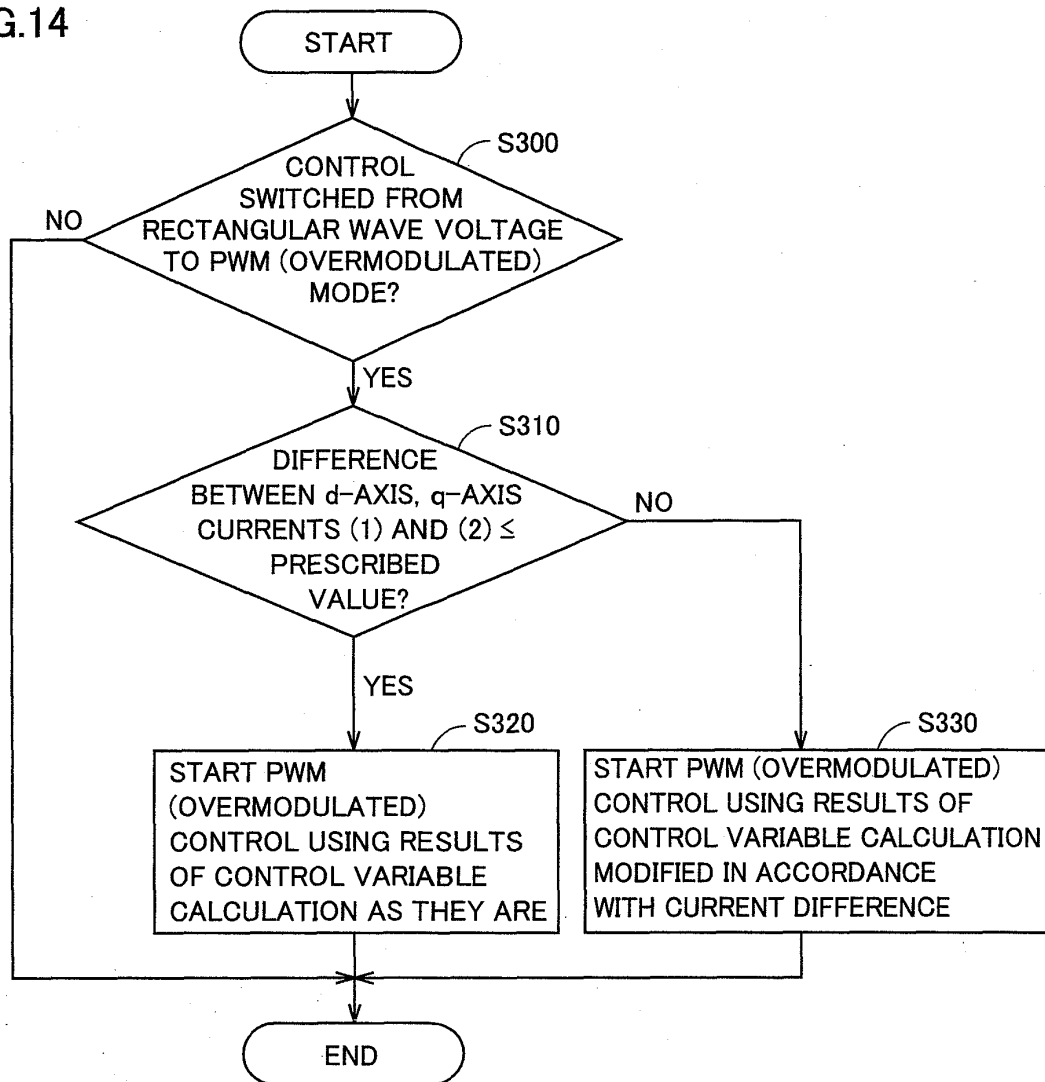 G.14
START
S300
CONTROL
SWITCHED FROM
RECTANGULAR WAVE VOLTAGE
TO PWM (OVERMODULATED)
MODE?
NO
YES
S310
DIFFERENCE
BETWEEN d-AXIS, q-AXIS
CURRENTS (1) AND (2) ≤
PRESCRIBED
VALUE?
NO
YES
S320
START PWM
(OVERMODULATED)
CONTROL USING RESULTS
OF CONTROL VARIABLE
CALCULATION AS THEY ARE
S330
START PWM (OVERMODULATED)
CONTROL USING RESULTS OF
CONTROL VARIABLE CALCULATION
MODIFIED IN ACCORDANCE
WITH CURRENT DIFFERENCE
END